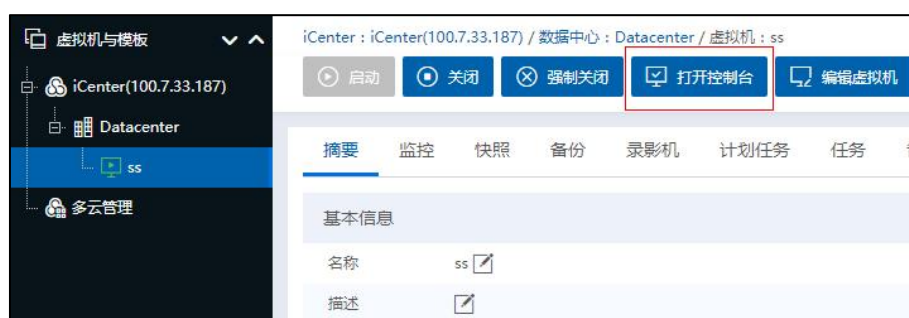 虚拟机与模板
iCenter(100.7.33.187)
Datacenter
ss
多云管理
iCenter : iCenter(100.7.33.187) / 数据中心 : Datacenter / 虚拟机 : ss
启动 关闭 强制关闭 打开控制台 编辑虚拟机
摘要 监控 快照 备份 录影机 计划任务 任务
基本信息
名称 ss
描述